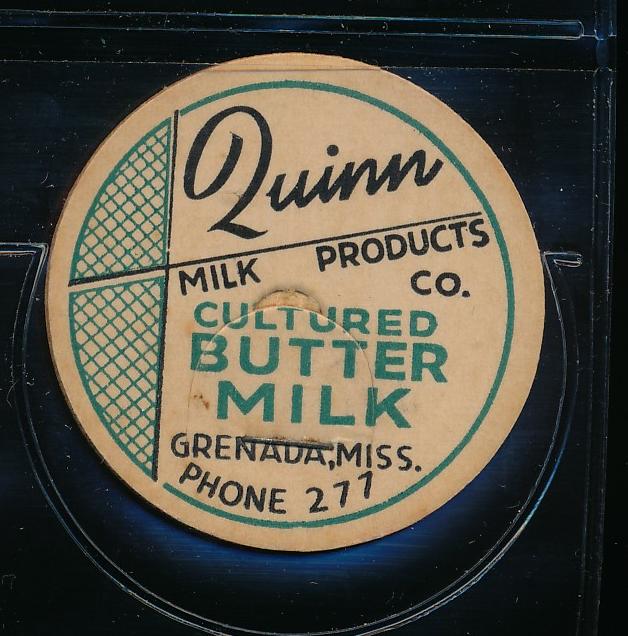 Quinn
MILK PRODUCTS
CO.
CULTURED
BUTTER
MILK
GRENADA, MISS.
PHONE 277